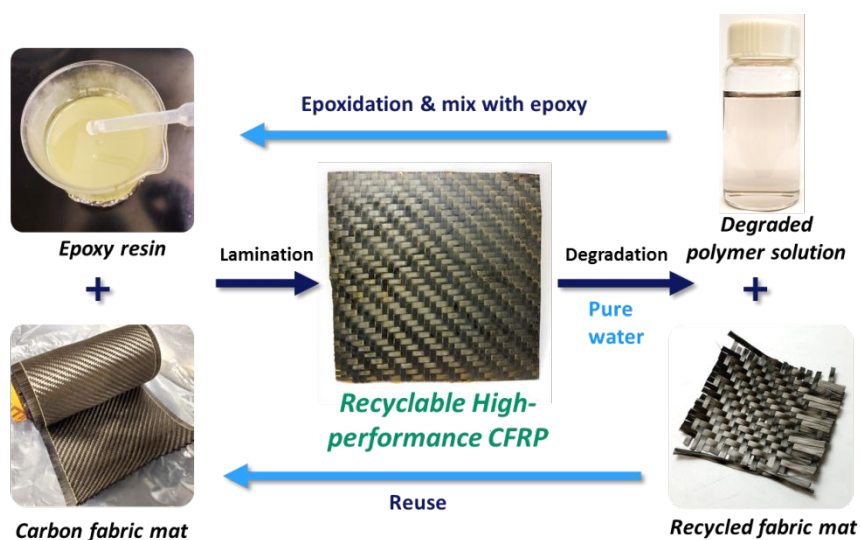 Epoxidation & mix with epoxy
Epoxy resin
+
Lamination
Degradation
Pure
water
Degraded
polymer solution
+
Recyclable High-
performance CFRP
Reuse
Carbon fabric mat
Recycled fabric mat